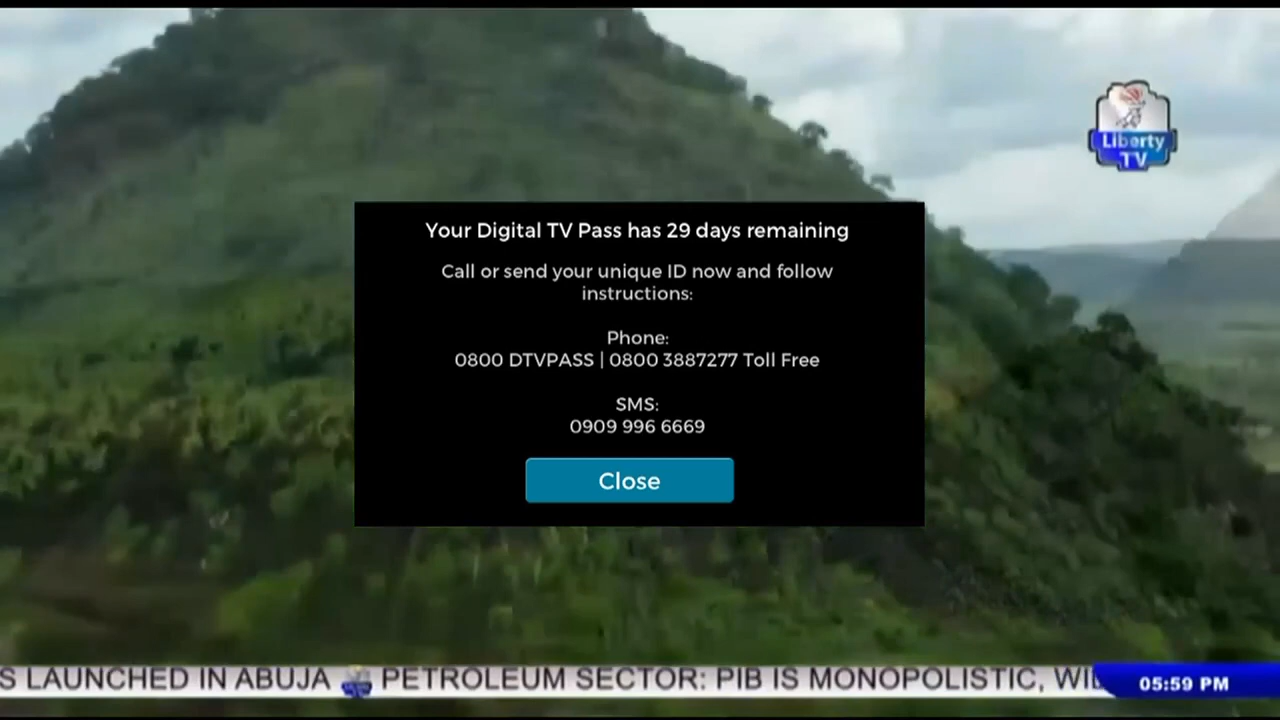 Liberty
TV
Your Digital TV Pass has 29 days remaining
Call or send your unique ID now and follow
instructions:
Phone:
0800 DTVPASS | 0800 3887277 Toll Free
SMS:
0909 996 6669
Close
S LAUNCHED IN ABUJA PETROLEUM SECTOR: PIB IS MONOPOLISTIC, WIL
05:59 PM